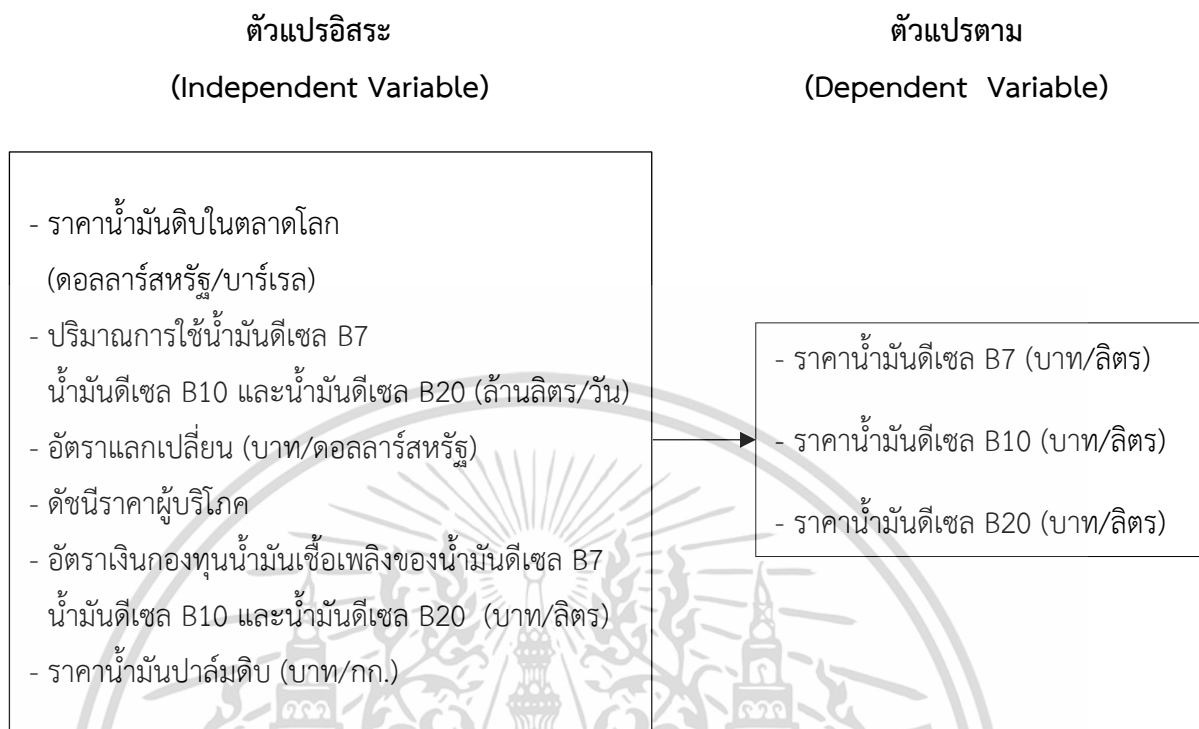 ตัวแปรอิสระ
(Independent Variable)
- ราคาน้ำมันดิบในตลาดโลก
(ดอลลาร์สหรัฐ/บาร์เรล)
- ปริมาณการใช้น้ำมันดีเซล B7
น้ำมันดีเซล B10 และน้ำมันดีเซล B20 (ล้านลิตร/วัน)
- อัตราแลกเปลี่ยน (บาท/ดอลลาร์สหรัฐ)
- ดัชนีราคาผู้บริโภค
- อัตราเงินกองทุนน้ำมันเชื้อเพลิงของน้ำมันดีเซล B7
น้ำมันดีเซล B10 และน้ำมันดีเซล B20 (บาท/ลิตร)
- ราคาน้ำมันปาล์มดิบ (บาท/กก.)
ตัวแปรตาม
(Dependent Variable)
- ราคาน้ำมันดีเซล B7 (บาท/ลิตร)
- ราคาน้ำมันดีเซล B10 (บาท/ลิตร)
- ราคาน้ำมันดีเซล B20 (บาท/ลิตร)